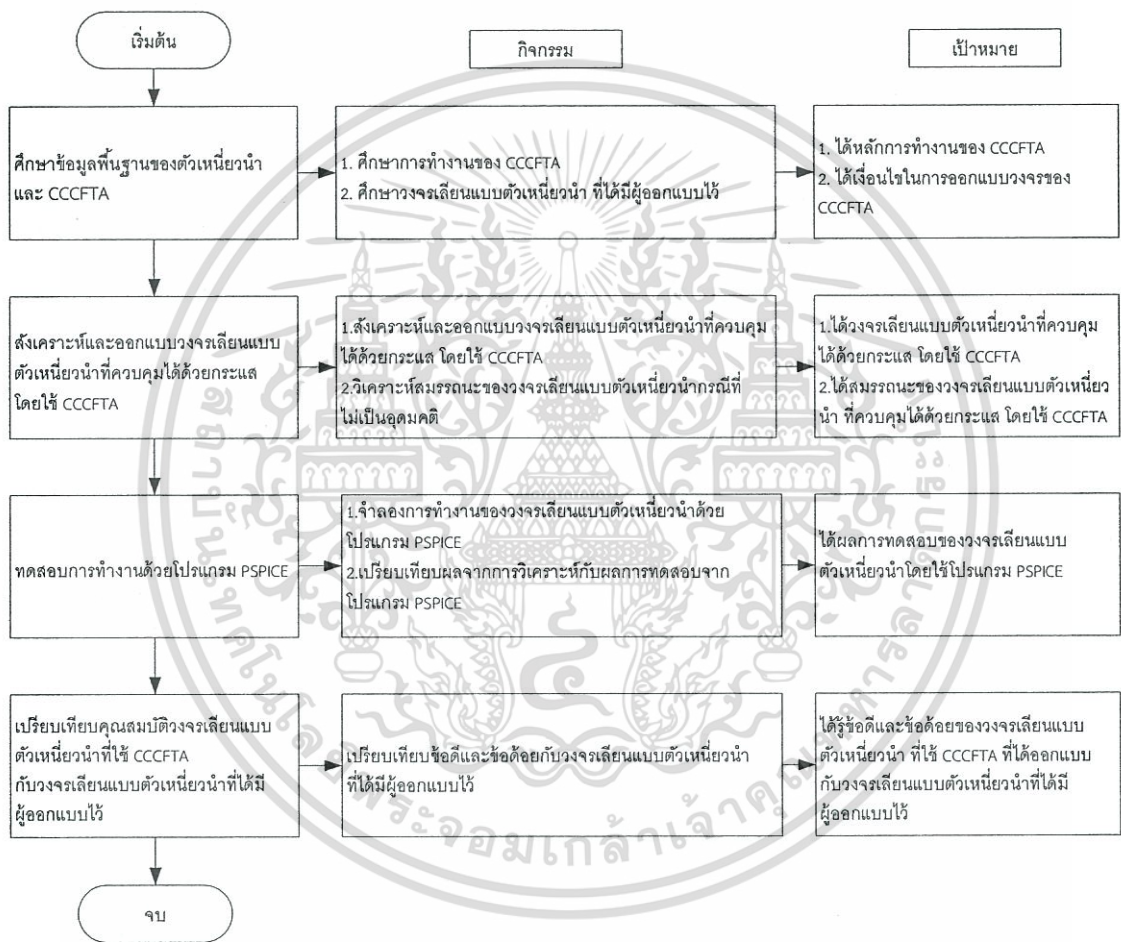 เริ่มต้น
กิจกรรม
เป้าหมาย
ศึกษาข้อมูลพื้นฐานของตัวเหนี่ยวนำ
และ CCCFTA
1. ศึกษาการทำงานของ CCCFTA
2. ศึกษาวงจรเลียนแบบตัวเหนี่ยวนำ ที่ได้มีผู้ออกแบบไว้
1. ได้หลักการทำงานของ CCCFTA
2. ได้เงื่อนไขในการออกแบบวงจรของ
CCCFTA
สังเคราะห์และออกแบบวงจรเลียนแบบ
ตัวเหนี่ยวนำที่ควบคุมได้ด้วยกระแส
โดยใช้ CCCFTA
1.สังเคราะห์และออกแบบวงจรเลียนแบบตัวเหนี่ยวนำที่ควบคุม
ได้ด้วยกระแส โดยใช้ CCCFTA
2.วิเคราะห์สมรรถนะของวงจรเลียนแบบตัวเหนี่ยวนำกรณีที่
ไม่เป็นอุดมคติ
1.ได้วงจรเลียนแบบตัวเหนี่ยวนำที่ควบคุม
ได้ด้วยกระแส โดยใช้ CCCFTA
2.ได้สมรรถนะของวงจรเลียนแบบตัวเหนี่ยว
นำ ที่ควบคุมได้ด้วยกระแส โดยใช้ CCCFTA
ทดสอบการทำงานด้วยโปรแกรม PSPICE
1.จำลองการทำงานของวงจรเลียนแบบตัวเหนี่ยวนำด้วย
โปรแกรม PSPICE
2.เปรียบเทียบผลจากการวิเคราะห์กับผลการทดสอบจาก
โปรแกรม PSPICE
ได้ผลการทดสอบของวงจรเลียนแบบ
ตัวเหนี่ยวนำโดยใช้โปรแกรม PSPICE
เปรียบเทียบคุณสมบัติวงจรเลียนแบบ
ตัวเหนี่ยวนำที่ใช้ CCCFTA
กับวงจรเลียนแบบตัวเหนี่ยวนำที่ได้มี
ผู้ออกแบบไว้
เปรียบเทียบข้อดีและข้อด้อยกับวงจรเลียนแบบตัวเหนี่ยวนำ
ที่ได้มีผู้ออกแบบไว้
ได้รู้ข้อดีและข้อด้อยของวงจรเลียนแบบ
ตัวเหนี่ยวนำ ที่ใช้ CCCFTA ที่ได้ออกแบบ
กับวงจรเลียนแบบตัวเหนี่ยวนำที่ได้มี
ผู้ออกแบบไว้
จบ
สถาบันเทคโนโลยีพระจอมเกล้าเจ้าคุณทหารลาดกระบัง